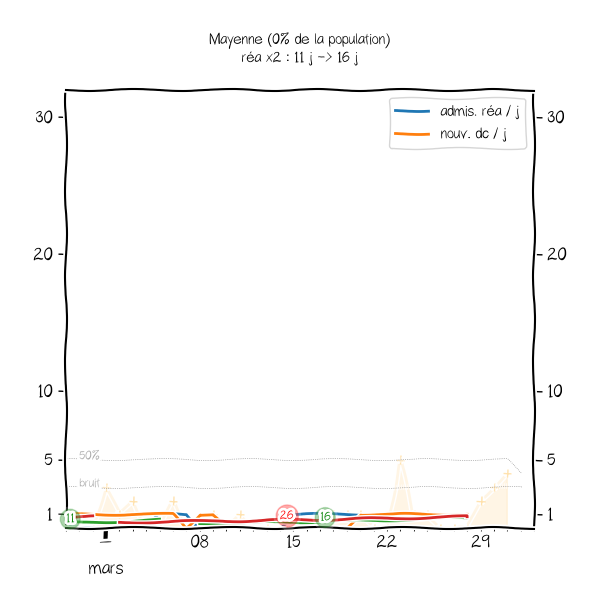 Mayenne (0% de la population)
réa x2 : 11 j -> 16 j
admis. réa / j
nouv. dc / j
30 30
20 20
10 10
50%
5 5
bruit
1 1
11 26 16
1 08 15 22 29
mars